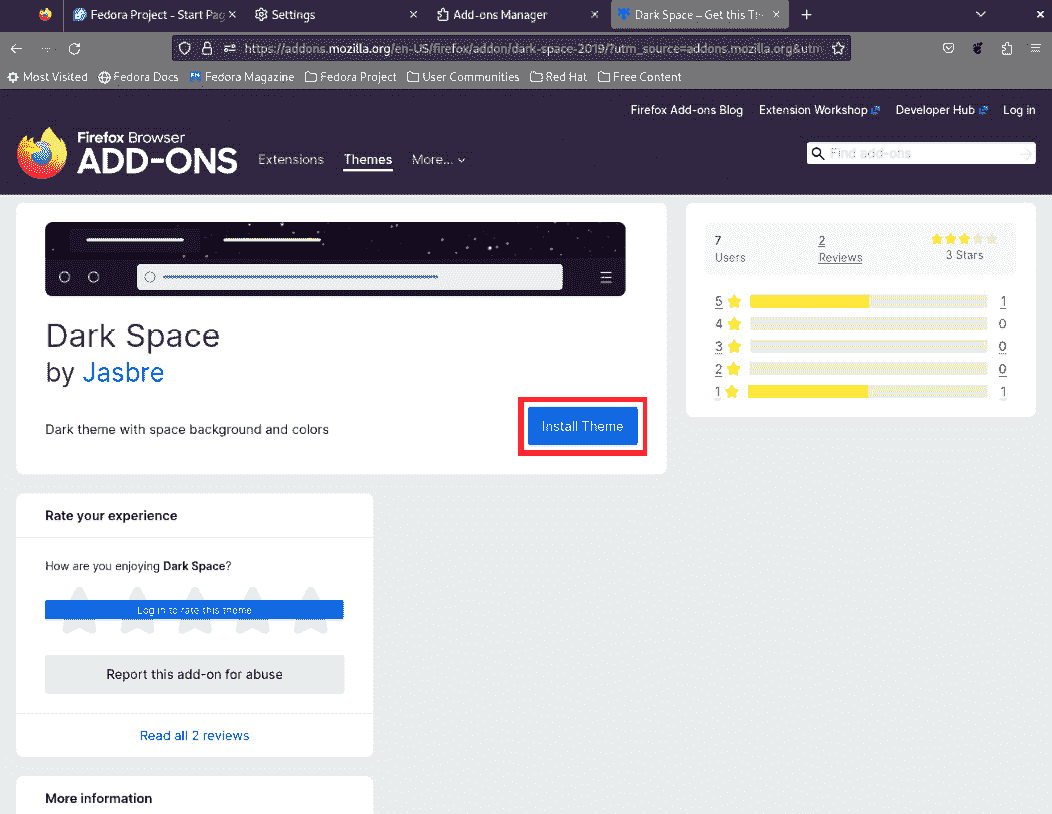 Fedora Project - Start Pag
Settings
Add-ons Manager
Dark Space – Get this T
https://addons.mozilla.org/en-US/firefox/addon/dark-space-2019/?utm_source=addons.mozilla.org&utm
Most Visited
Fedora Docs
Fedora Magazine
Fedora Project
User Communities
Red Hat
Free Content
Firefox Add-ons Blog
Extension Workshop
Developer Hub
Log in
Firefox Browser
ADD-ONS
Extensions
Themes
More...
Find add-ons
Dark Space
by Jasbre
Dark theme with space background and colors
Install Theme
7
Users
2
Reviews
3 Stars
5 1
4 0
3 0
2 0
1 1
Rate your experience
How are you enjoying Dark Space?
Log in to rate this theme
Report this add-on for abuse
Read all 2 reviews
More information